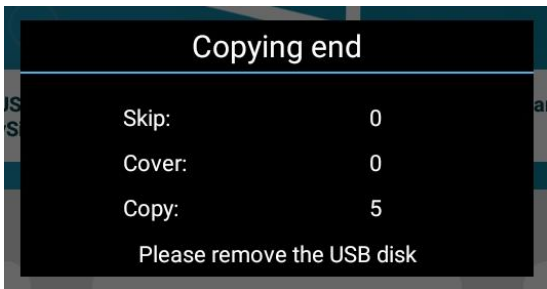 Copying end
Skip: 0
Cover: 0
Copy: 5
Please remove the USB disk